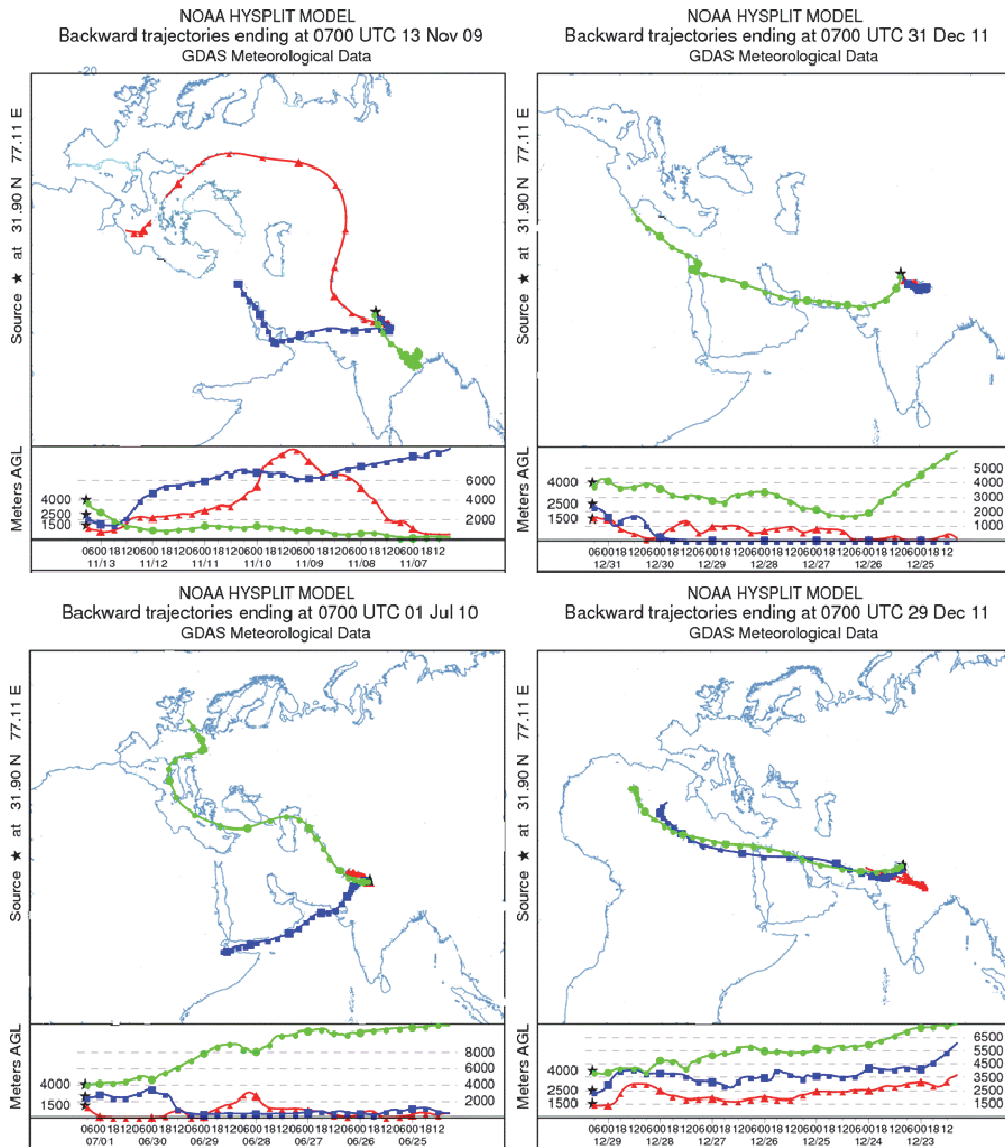 NOAA HYSPLIT MODEL
Backward trajectories ending at 0700 UTC 13 Nov 09
GDAS Meteorological Data
-20
Source ★ at 31.90 N 77.11 E
Meters AGL
4000
2500
1500
6000
4000
2000
11/13 11/12 11/11 11/10 11/09 11/08 11/07
NOAA HYSPLIT MODEL
Backward trajectories ending at 0700 UTC 31 Dec 11
GDAS Meteorological Data
Source ★ at 31.90 N 77.11 E
Meters AGL
4000
2500
1500
5000
4000
3000
2000
1000
12/31 12/30 12/29 12/28 12/27 12/26 12/25
NOAA HYSPLIT MODEL
Backward trajectories ending at 0700 UTC 01 Jul 10
GDAS Meteorological Data
Source ★ at 31.90 N 77.11 E
Meters AGL
4000
1500
8000
6000
4000
2000
07/01 06/30 06/29 06/28 06/27 06/26 06/25
NOAA HYSPLIT MODEL
Backward trajectories ending at 0700 UTC 29 Dec 11
GDAS Meteorological Data
Source ★ at 31.90 N 77.11 E
Meters AGL
4000
2500
1500
6500
5500
4500
3500
2500
1500
12/29 12/28 12/27 12/26 12/25 12/24 12/23